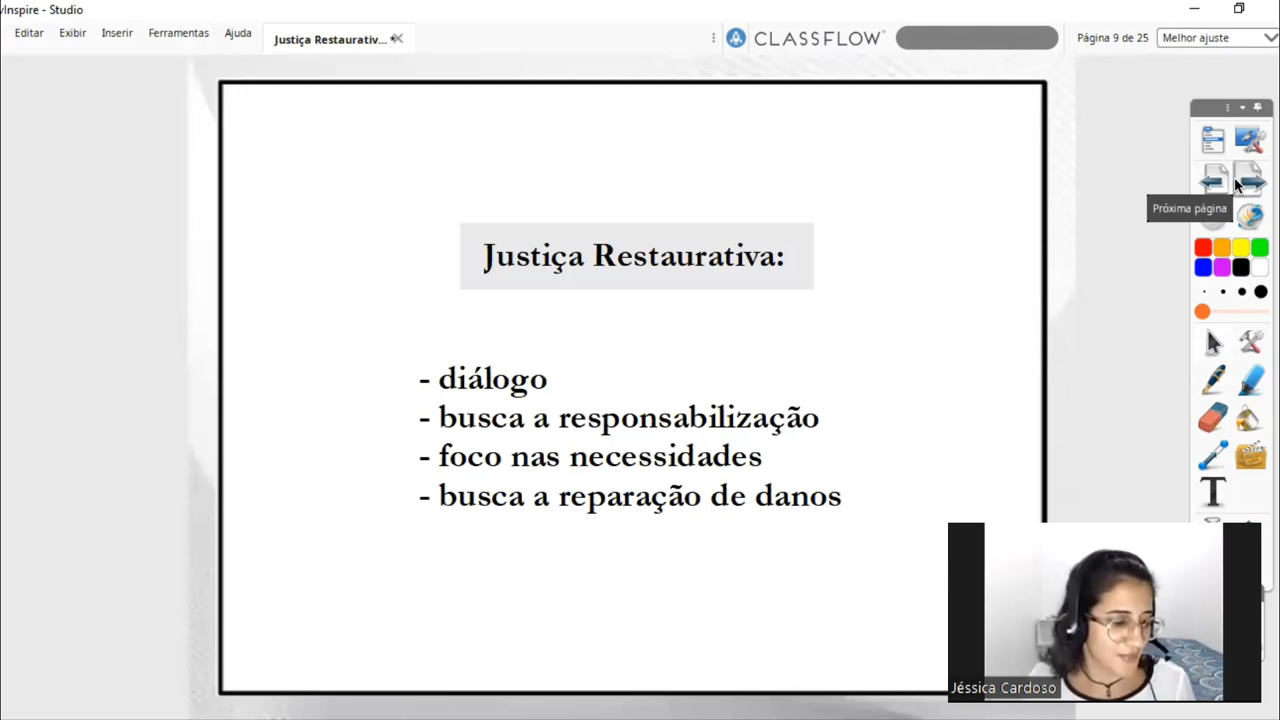 vInspire - Studio
Editar Exibir Inserir Ferramentas Ajuda
Justiça Restaurativ...
CLASSFLOW
Página 9 de 25
Melhor ajuste
Próxima página
Justiça Restaurativa:
- diálogo
- busca a responsabilização
- foco nas necessidades
- busca a reparação de danos
T
Jéssica Cardoso